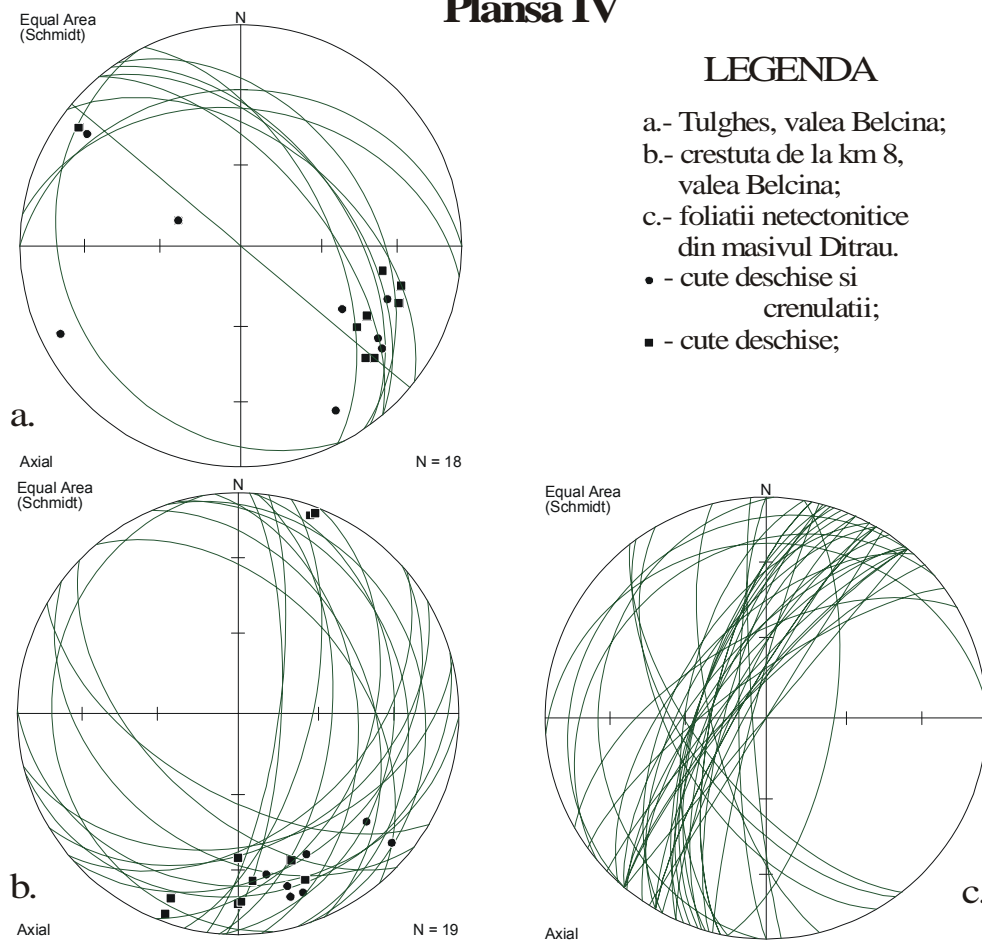 Plansa IV
Equal Area
(Schmidt)
N
a.
Axial
N = 18
LEGENDA
a.- Tulghes, valea Belcina;
b.- crestuta de la km 8,
valea Belcina;
c.- foliatii netectonitice
din masivul Ditrau.
- cute deschise si
crenulatii;
- cute deschise;
Equal Area
(Schmidt)
N
b.
Axial
N = 19
Equal Area
(Schmidt)
N
c.
Axial